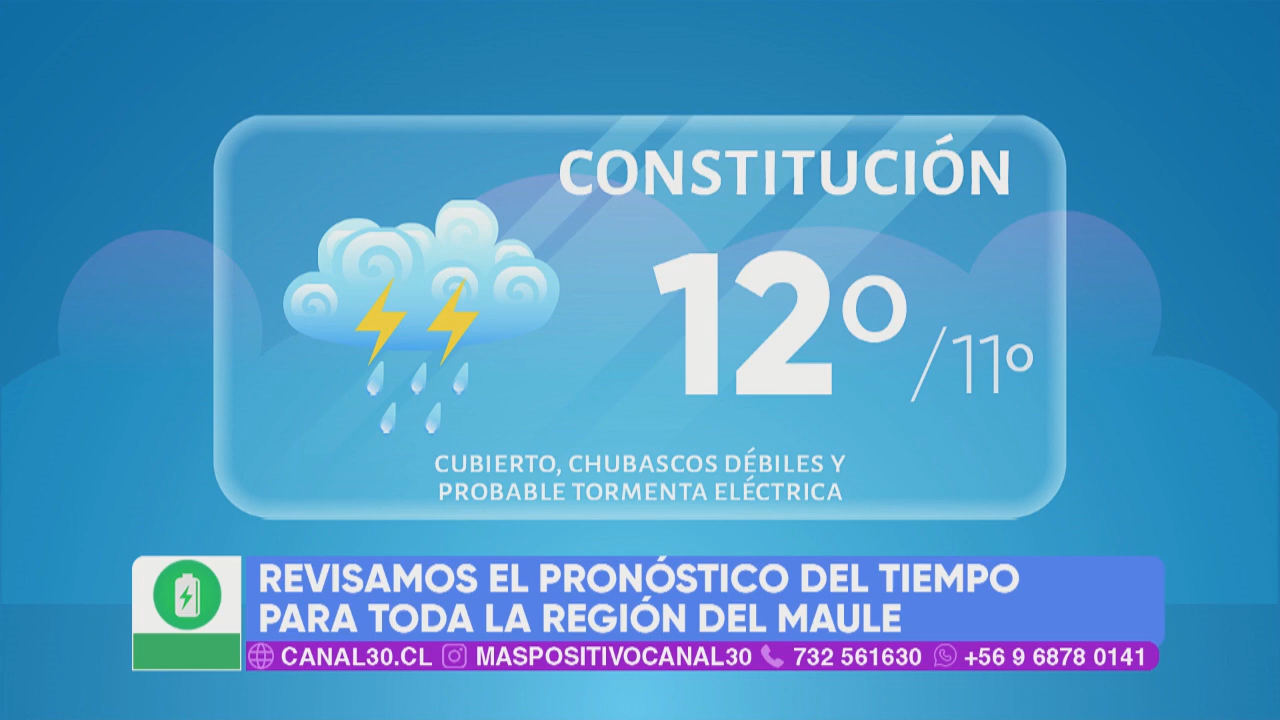 CONSTITUCIÓN
12º/11º
CUBIERTO, CHUBASCOS DÉBILES Y
PROBABLE TORMENTA ELÉCTRICA
REVISAMOS EL PRONÓSTICO DEL TIEMPO
PARA TODA LA REGIÓN DEL MAULE
CANAL30.CL MASPOSITIVOCANAL30 732 561630 +56 9 6878 0141